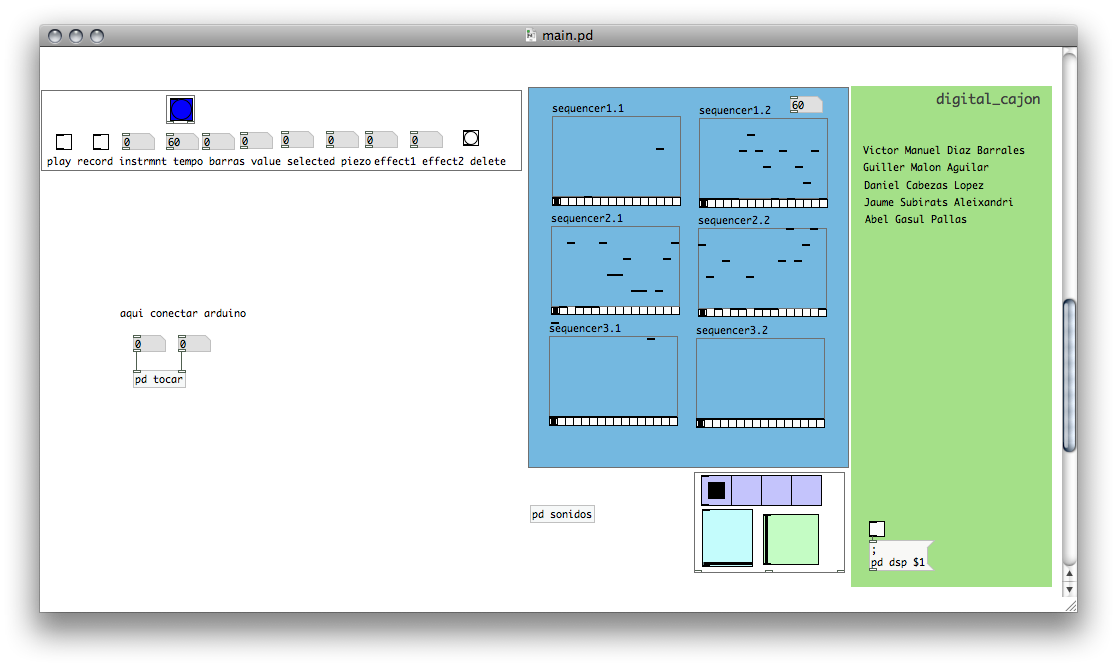 main.pd
0
60
0
0
0
0
0
0
play record instrmnt tempo barras value selected piezo effect1 effect2 delete
aqui conectar arduino
0
0
pd tocar
sequencer1.1
sequencer1.2
60
sequencer2.1
sequencer2.2
sequencer3.1
sequencer3.2
pd sonidos
digital_cajon
Victor Manuel Diaz Barrales
Guiller Malon Aguilar
Daniel Cabezas Lopez
Jaume Subirats Aleixandri
Abel Gasul Pallas
;
pd dsp $1